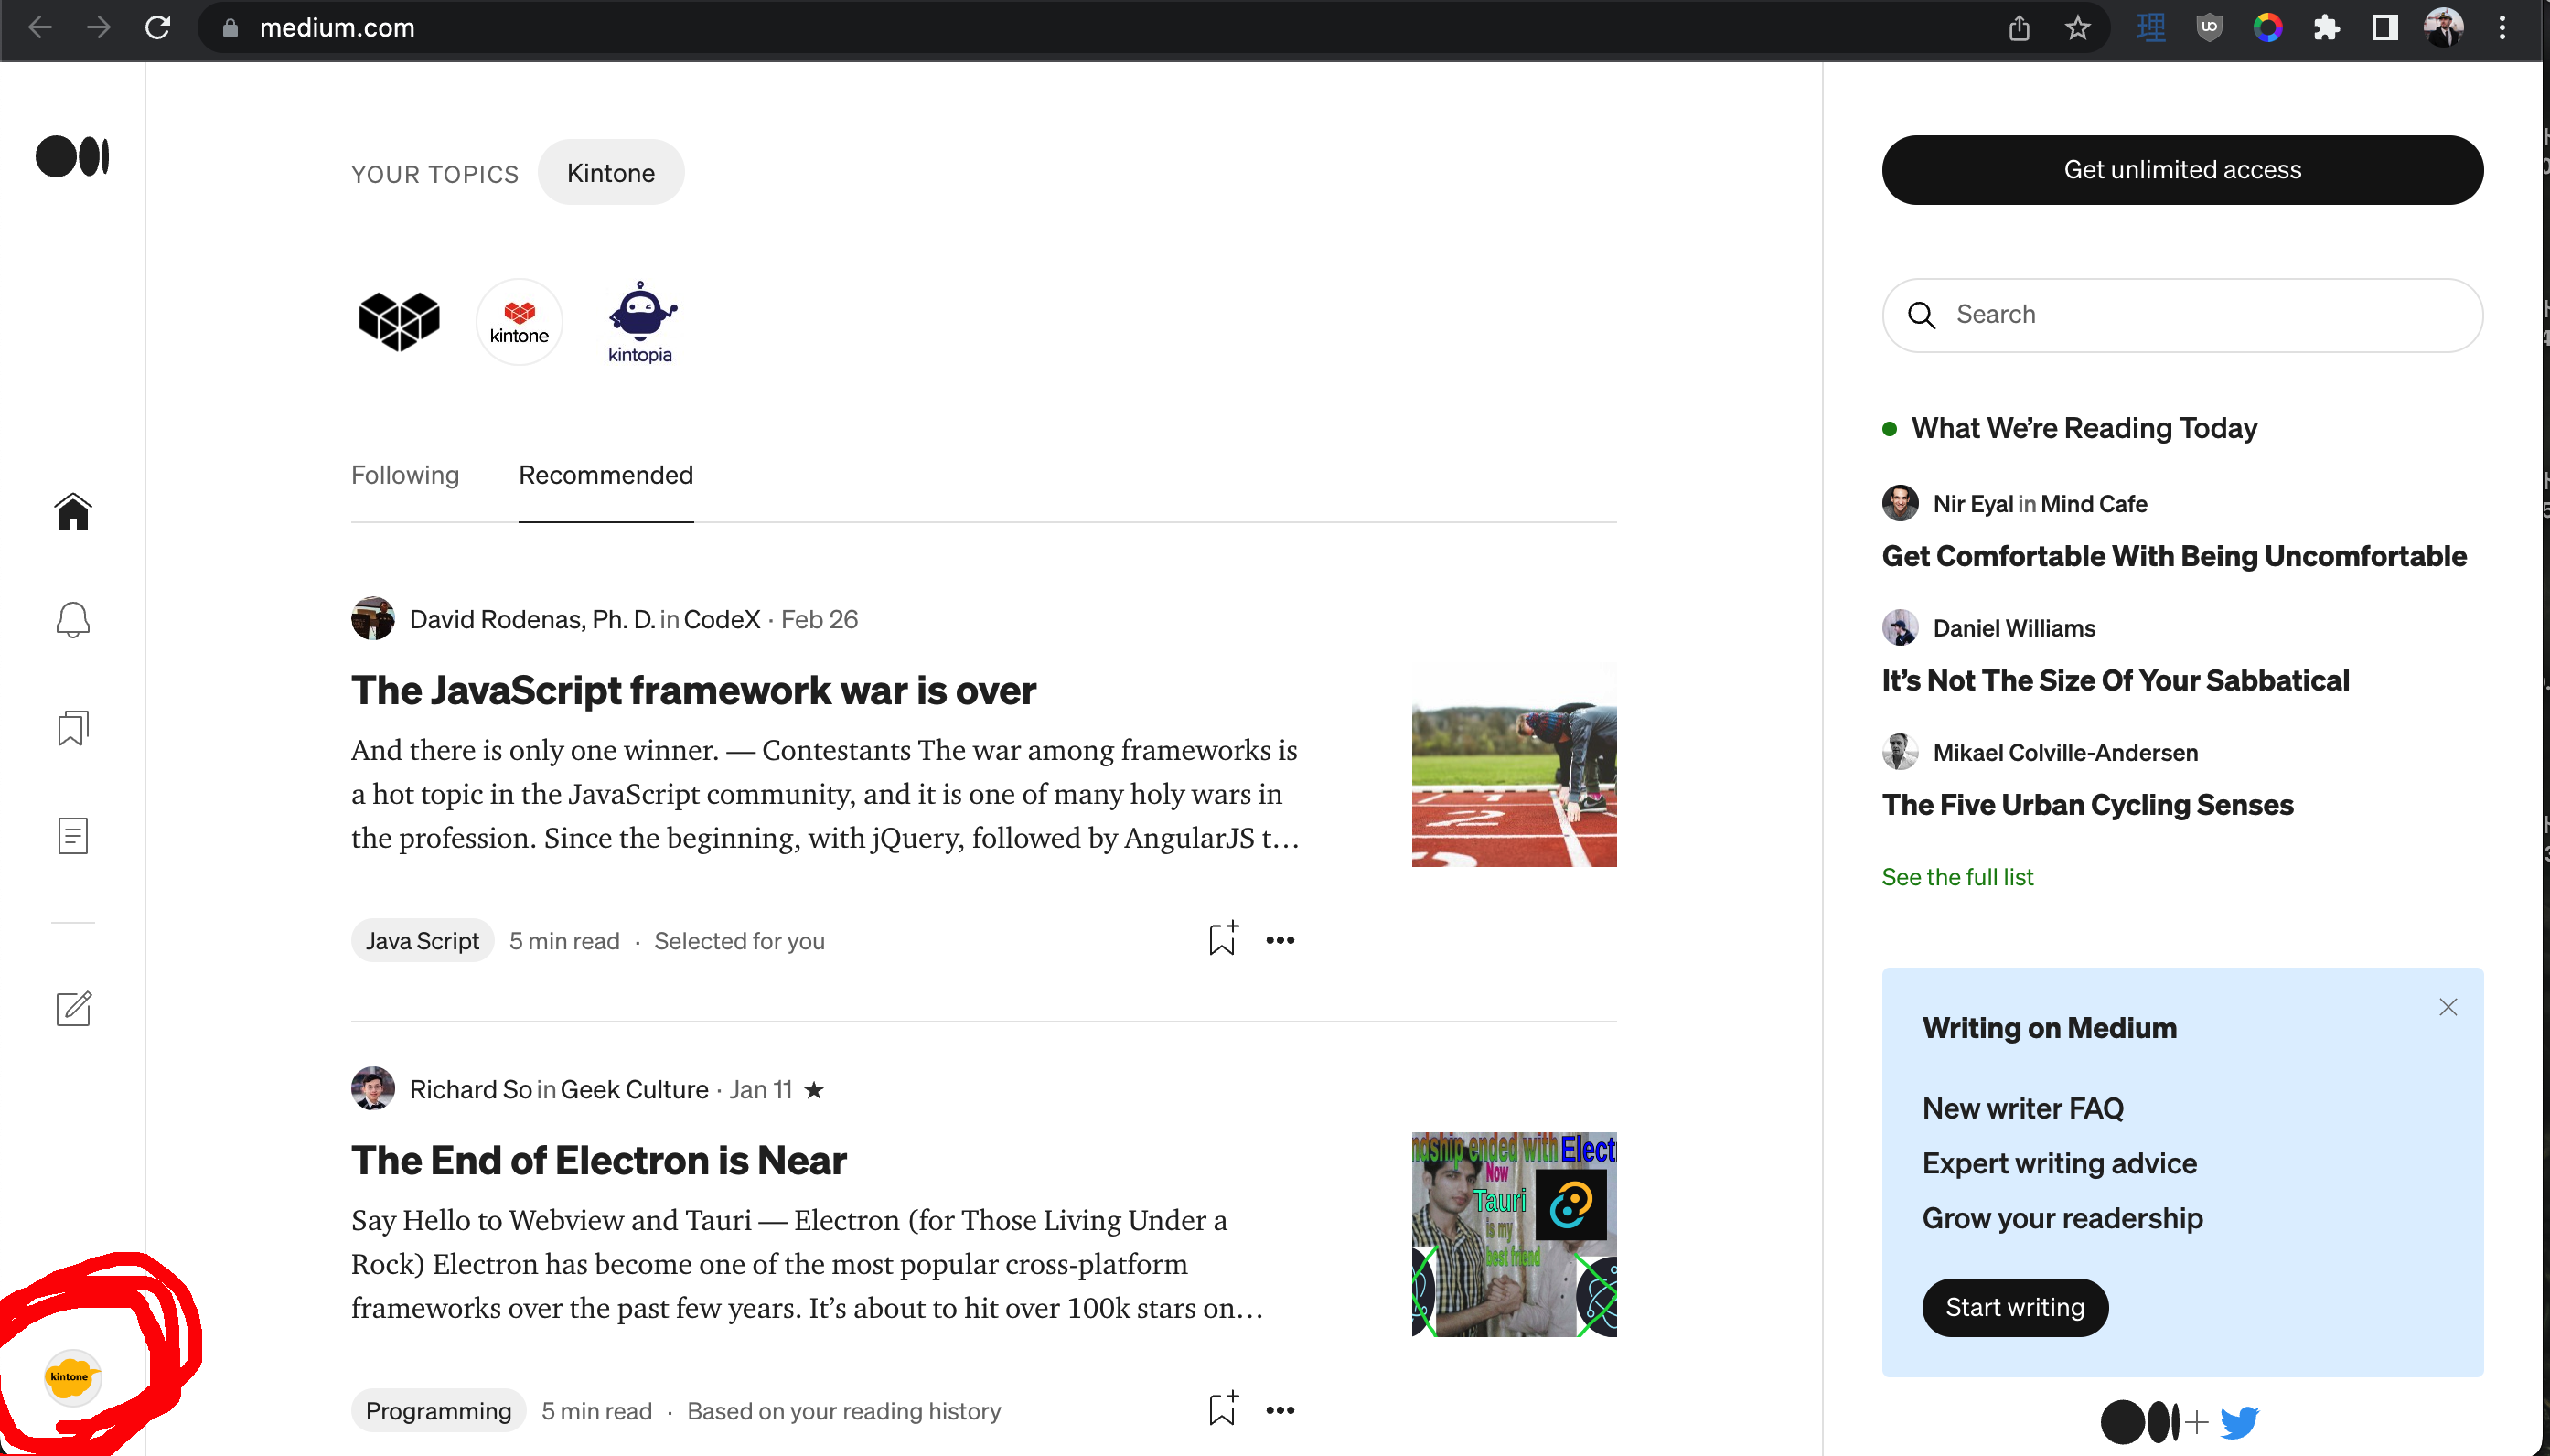 medium.com
理
YOUR TOPICS
Kintone
kintone
kintopia
Following
Recommended
David Rodenas, Ph. D. in CodeX · Feb 26
The JavaScript framework war is over
And there is only one winner. — Contestants The war among frameworks is
a hot topic in the JavaScript community, and it is one of many holy wars in
the profession. Since the beginning, with jQuery, followed by AngularJS t…
Java Script
5 min read · Selected for you
Richard So in Geek Culture · Jan 11 ★
The End of Electron is Near
ndship ended with Elect
Now
Tauri
is my
best friend
Say Hello to Webview and Tauri — Electron (for Those Living Under a
Rock) Electron has become one of the most popular cross-platform
frameworks over the past few years. It’s about to hit over 100k stars on…
Programming
5 min read · Based on your reading history
kintone
Get unlimited access
Search
What We’re Reading Today
Nir Eyal in Mind Cafe
Get Comfortable With Being Uncomfortable
Daniel Williams
It’s Not The Size Of Your Sabbatical
Mikael Colville-Andersen
The Five Urban Cycling Senses
See the full list
Writing on Medium
New writer FAQ
Expert writing advice
Grow your readership
Start writing